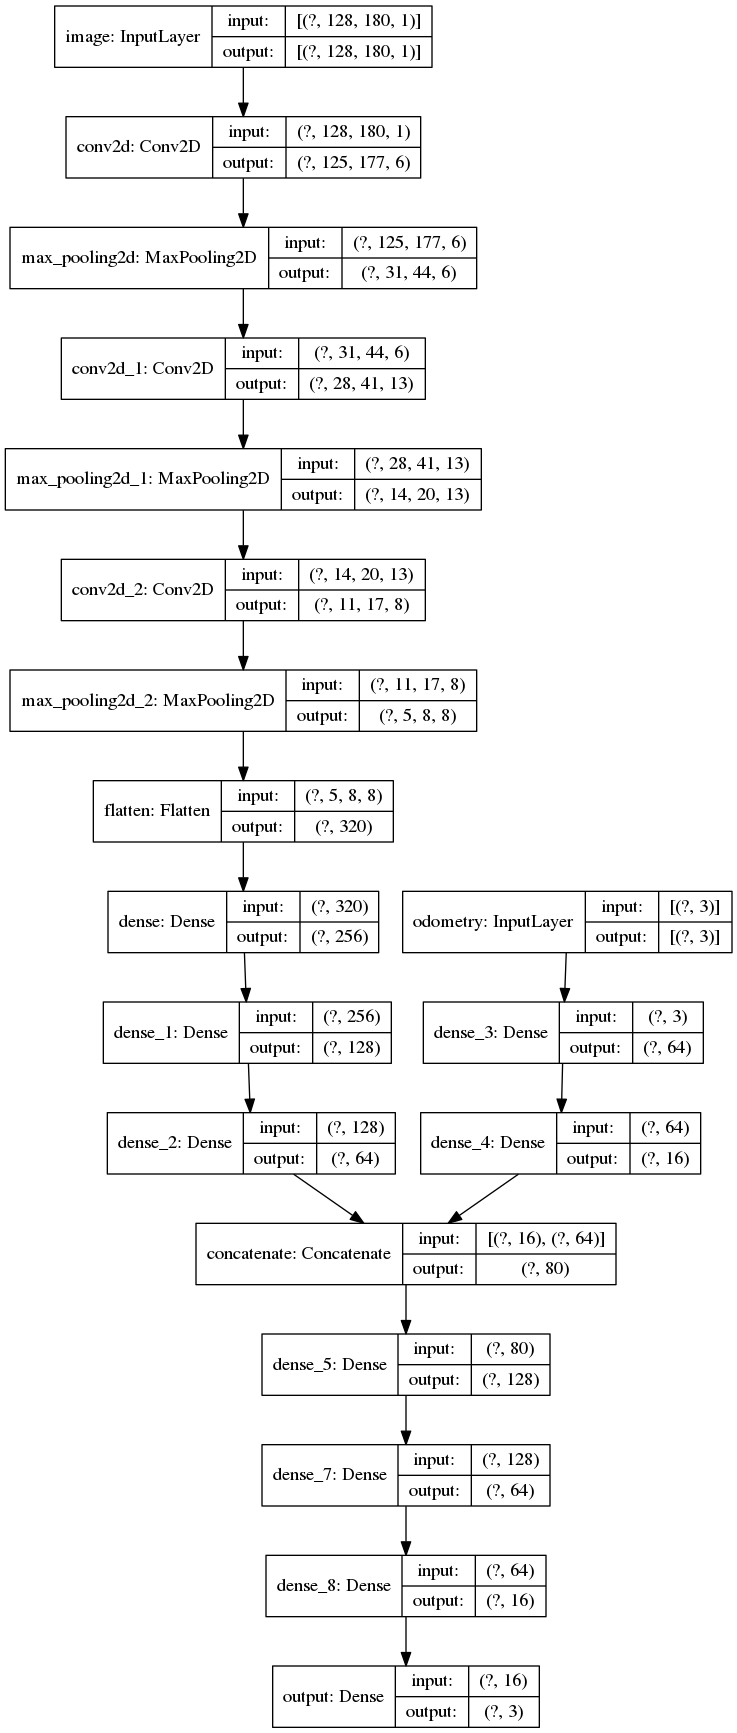 image: InputLayer
input: [(?, 128, 180, 1)]
output: [(?, 128, 180, 1)]
conv2d: Conv2D
input: (?, 128, 180, 1)
output: (?, 125, 177, 6)
max_pooling2d: MaxPooling2D
input: (?, 125, 177, 6)
output: (?, 31, 44, 6)
conv2d_1: Conv2D
input: (?, 31, 44, 6)
output: (?, 28, 41, 13)
max_pooling2d_1: MaxPooling2D
input: (?, 28, 41, 13)
output: (?, 14, 20, 13)
conv2d_2: Conv2D
input: (?, 14, 20, 13)
output: (?, 11, 17, 8)
max_pooling2d_2: MaxPooling2D
input: (?, 11, 17, 8)
output: (?, 5, 8, 8)
flatten: Flatten
input: (?, 5, 8, 8)
output: (?, 320)
dense: Dense
input: (?, 320)
output: (?, 256)
odometry: InputLayer
input: [(?, 3)]
output: [(?, 3)]
dense_1: Dense
input: (?, 256)
output: (?, 128)
dense_3: Dense
input: (?, 3)
output: (?, 64)
dense_2: Dense
input: (?, 128)
output: (?, 64)
dense_4: Dense
input: (?, 64)
output: (?, 16)
concatenate: Concatenate
input: [(?, 16), (?, 64)]
output: (?, 80)
dense_5: Dense
input: (?, 80)
output: (?, 128)
dense_7: Dense
input: (?, 128)
output: (?, 64)
dense_8: Dense
input: (?, 64)
output: (?, 16)
output: Dense
input: (?, 16)
output: (?, 3)